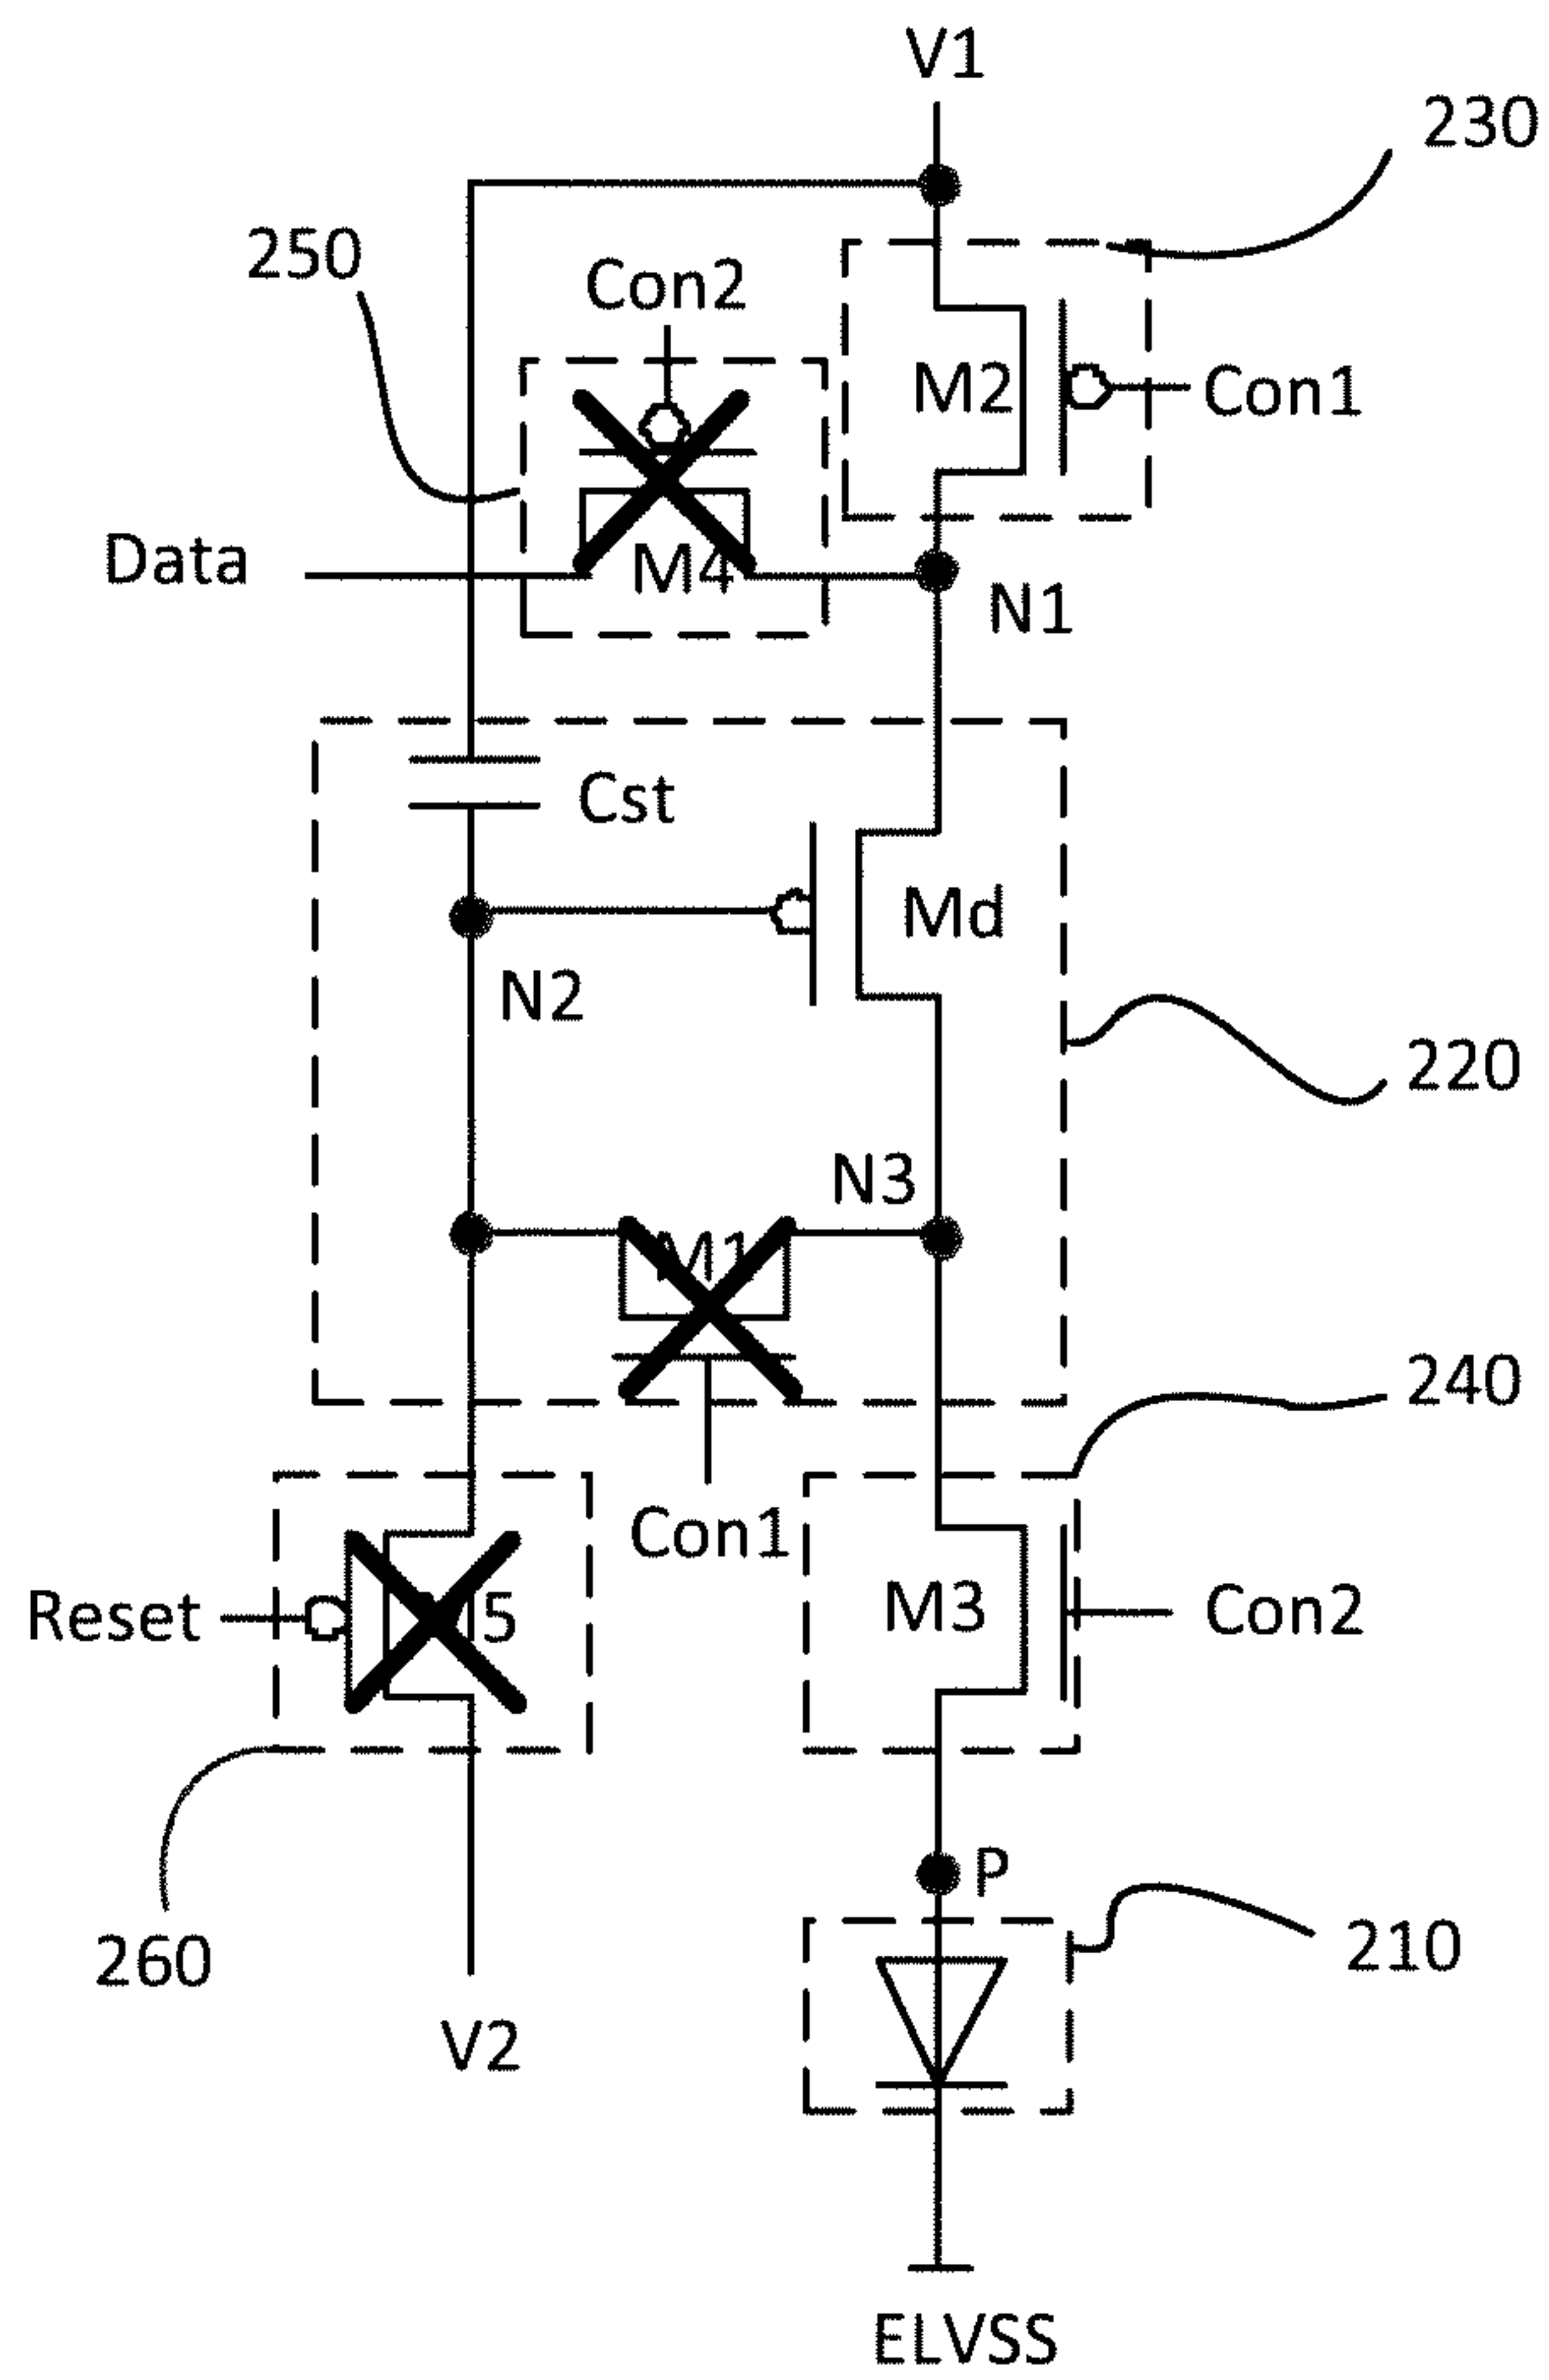 V1
230
250
Con2
M2
Con1
Data
M4
N1
Cst
Md
N2
220
N3
M1
240
Con1
Reset
5
M3
Con2
P
260
210
V2
ELVSS